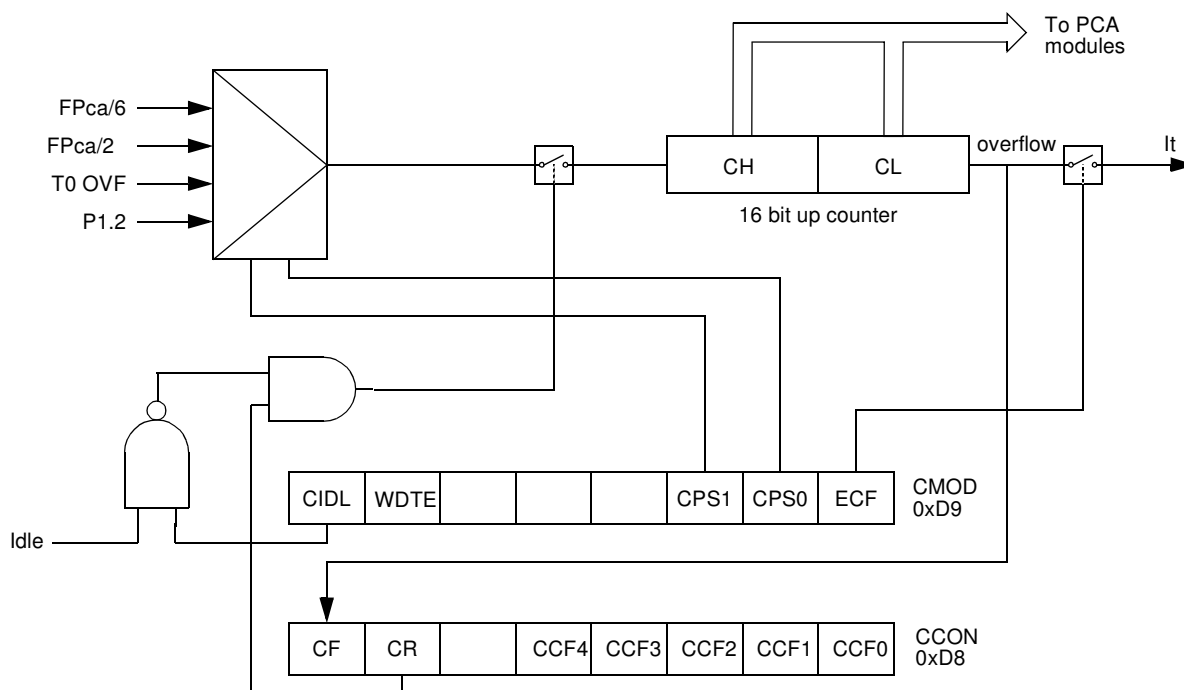 To PCA
modules
FPca/6
FPca/2
T0 OVF
P1.2
CH
CL
overflow
It
16 bit up counter
CIDL
WDTE
CPS1
CPS0
ECF
CMOD
0xD9
Idle
CF
CR
CCF4
CCF3
CCF2
CCF1
CCF0
CCON
0xD8